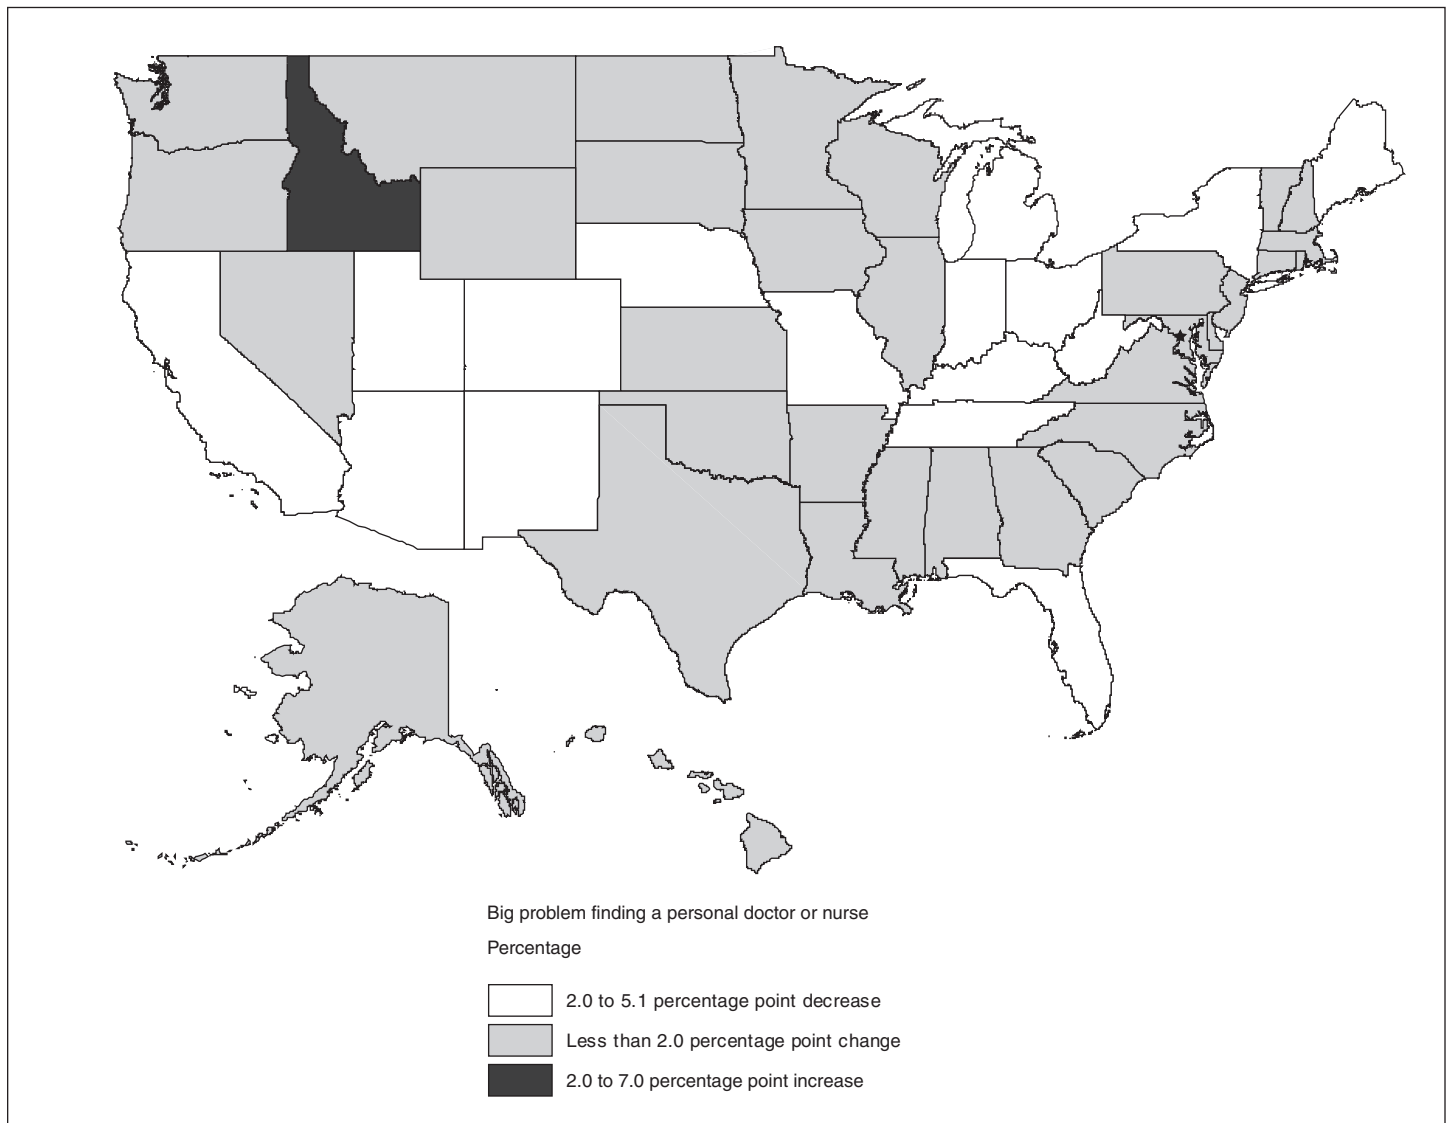 Big problem finding a personal doctor or nurse
Percentage
2.0 to 5.1 percentage point decrease
Less than 2.0 percentage point change
2.0 to 7.0 percentage point increase